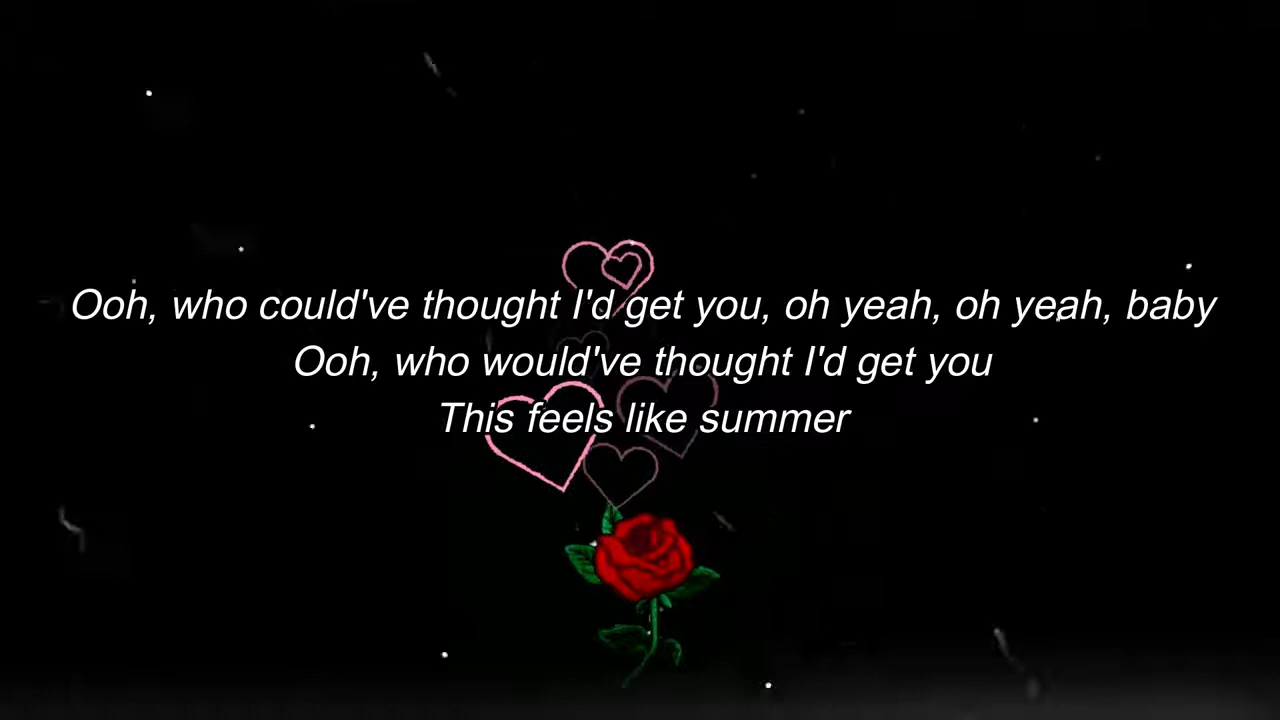 Ooh, who could've thought I'd get you, oh yeah, oh yeah, baby
Ooh, who would've thought I'd get you
This feels like summer